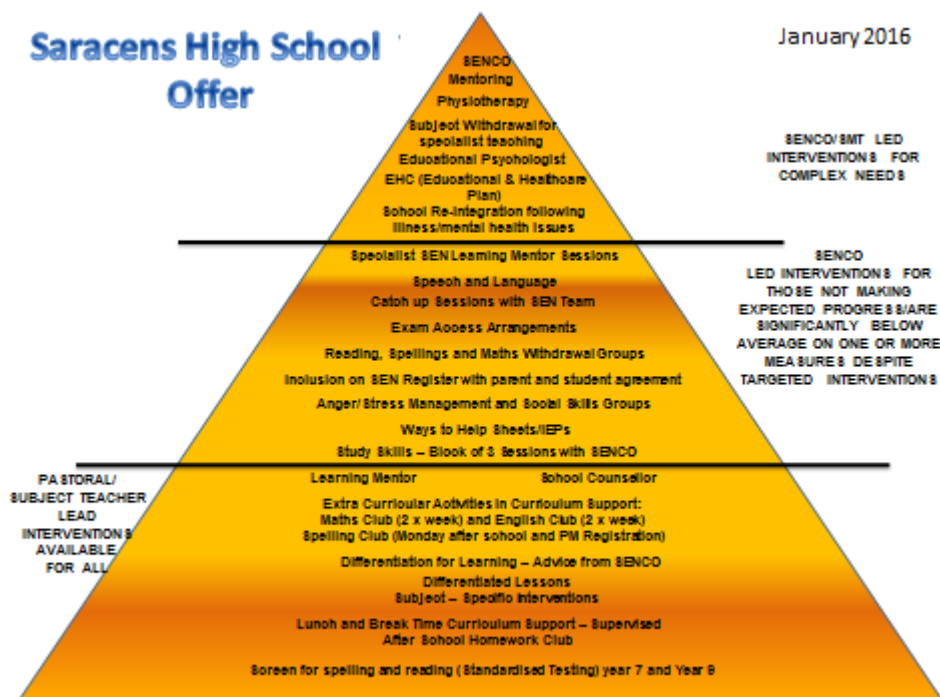 Saracens High School
Offer
January 2016
SENCO
Mentoring
Physiotherapy
Subject Withdrawal for
specialist teaching
Educational Psychologist
EHC (Educational & Healthcare
Plan)
School Re-integration following
illness/mental health issues
SENCO/SMT LED
INTERVENTIONS FOR
COMPLEX NEEDS
Specialist SEN Learning Mentor Sessions
Speech and Language
Catch up Sessions with SEN Team
Exam Access Arrangements
Reading, Spellings and Maths Withdrawal Groups
Inclusion on SEN Register with parent and student agreement
Anger/Stress Management and Social Skills Groups
Ways to Help Sheets/IEPs
Study Skills – Block of 3 Sessions with SENCO
SENCO
LED INTERVENTIONS FOR
THOSE NOT MAKING
EXPECTED PROGRESS/ARE
SIGNIFICANTLY BELOW
AVERAGE ON ONE OR MORE
MEASURES DESPITE
TARGETED INTERVENTIONS
PASTORAL/
SUBJECT TEACHER
LEAD
INTERVENTIONS
AVAILABLE
FOR ALL
Learning Mentor School Counsellor
Extra Curricular Activities in Curriculum Support:
Maths Club (2 x week) and English Club (2 x week)
Spelling Club (Monday after school and PM Registration)
Differentiation for Learning – Advice from SENCO
Differentiated Lessons
Subject – Specific Interventions
Lunch and Break Time Curriculum Support – Supervised
After School Homework Club
Screen for spelling and reading (Standardised Testing) year 7 and Year 9